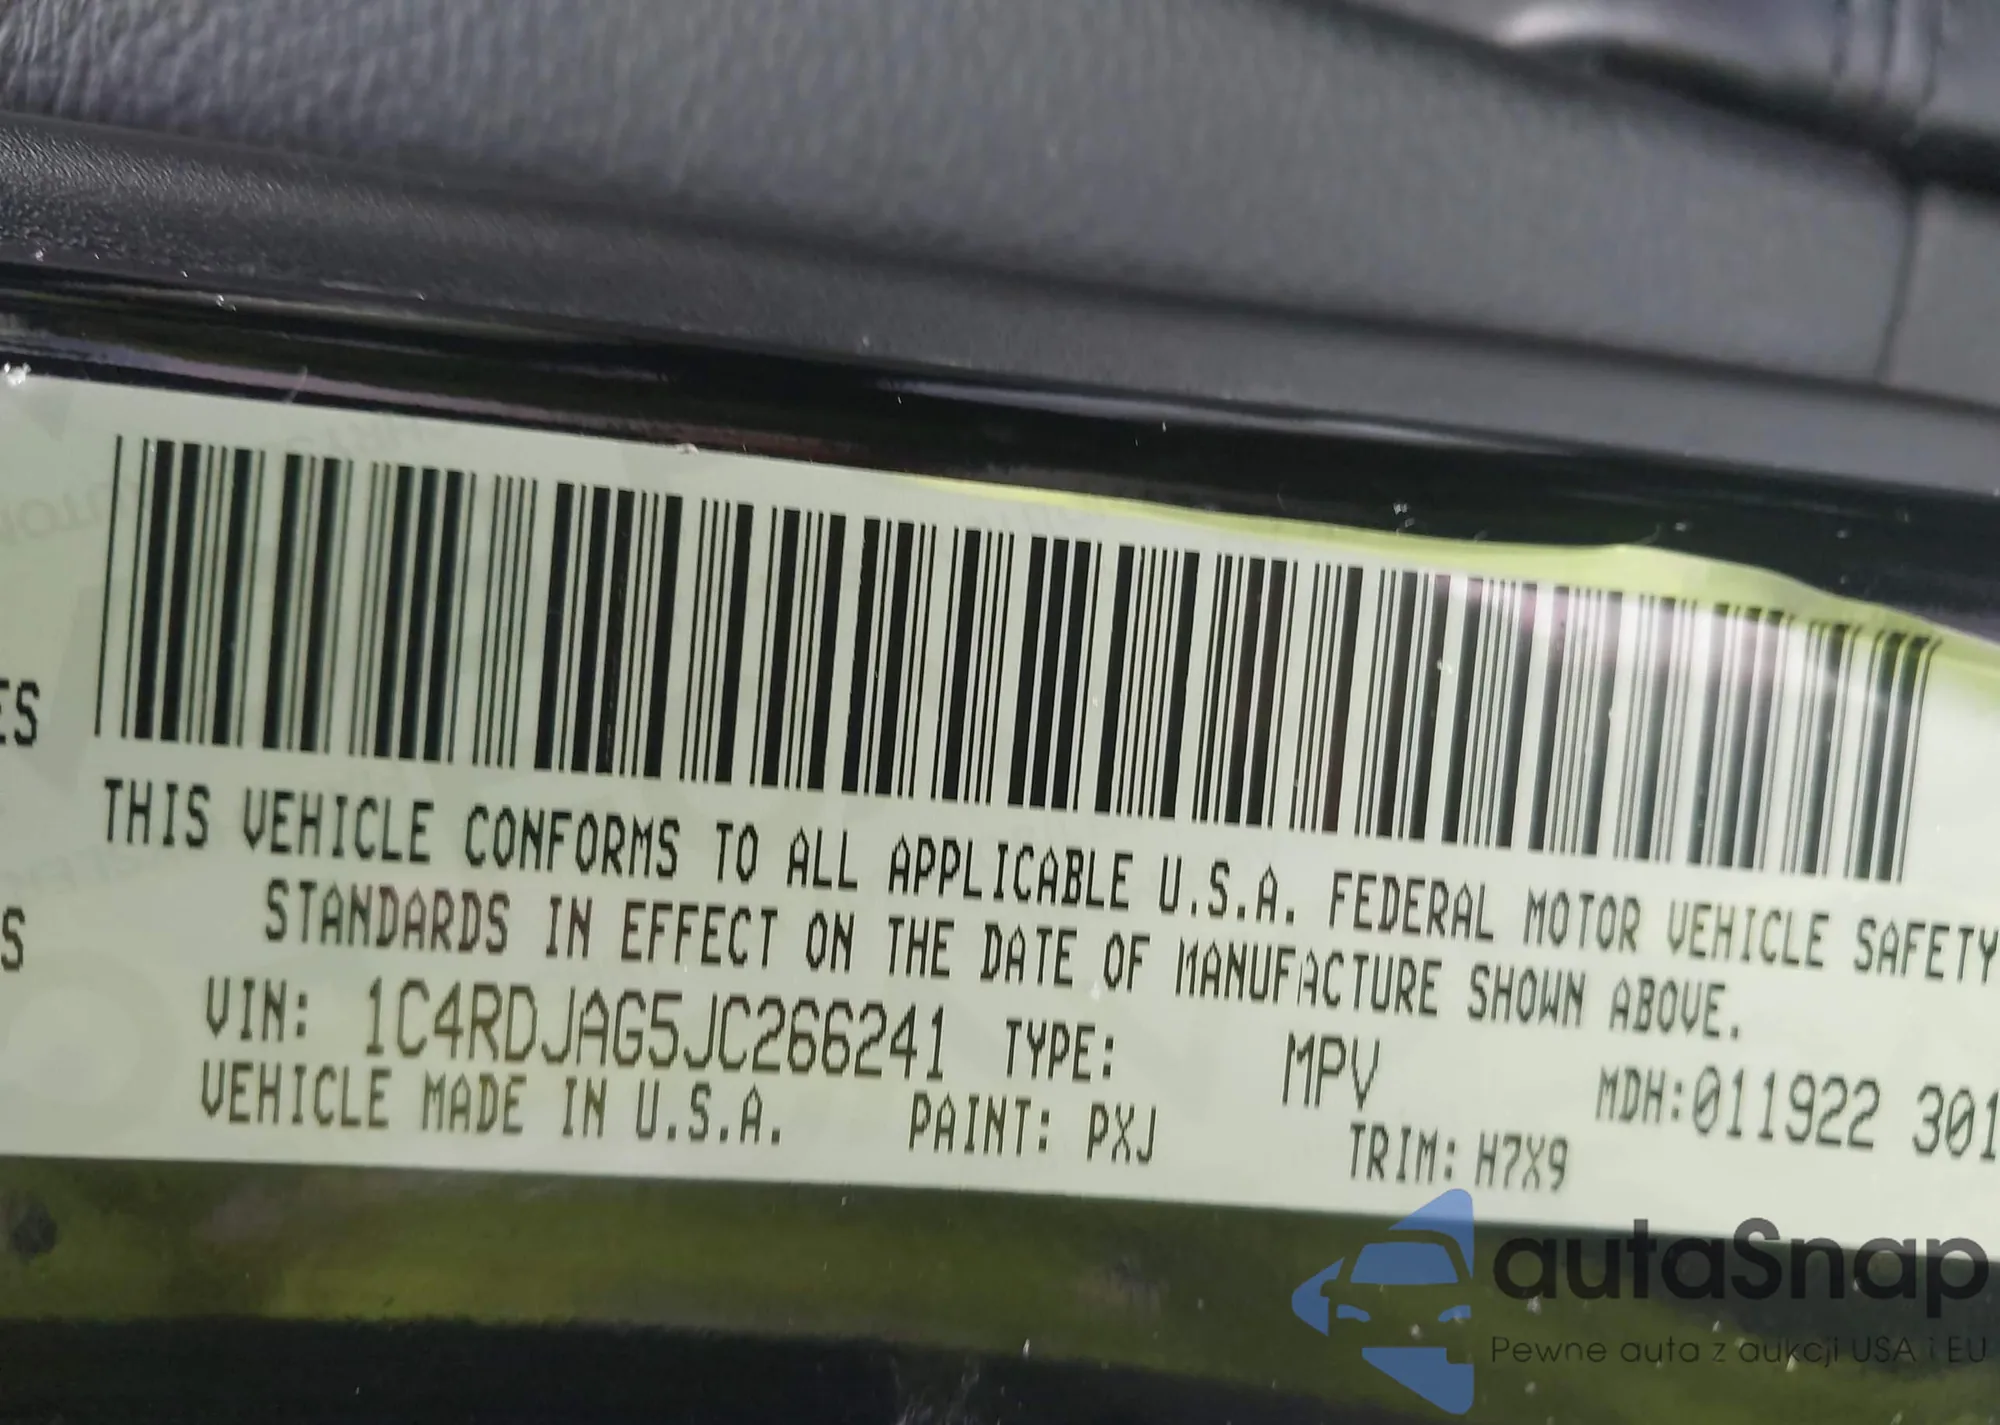 ES
THIS VEHICLE CONFORMS TO ALL APPLICABLE U.S.A. FEDERAL MOTOR VEHICLE SAFETY
STANDARDS IN EFFECT ON THE DATE OF MANUFACTURE SHOWN ABOVE.
S
VIN: 1C4RDJAG5JC266241 TYPE: MPV MDH:011922 301
VEHICLE MADE IN U.S.A. PAINT: PXJ TRIM: H7X9
autaSnap
Pewne auta z aukcji USA i EU